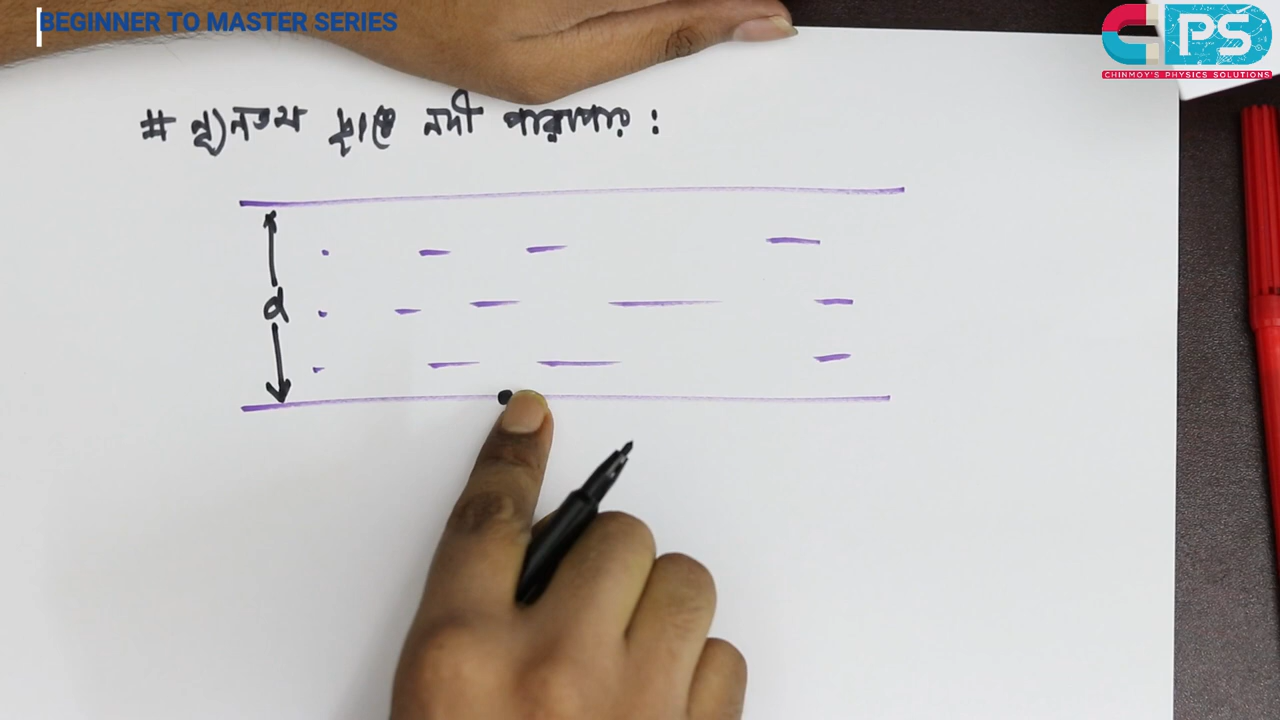 BEGINNER TO MASTER SERIES
CPS
CHINMOY'S PHYSICS SOLUTIONS
# ন্যূনতম নদী পারাপার :
d